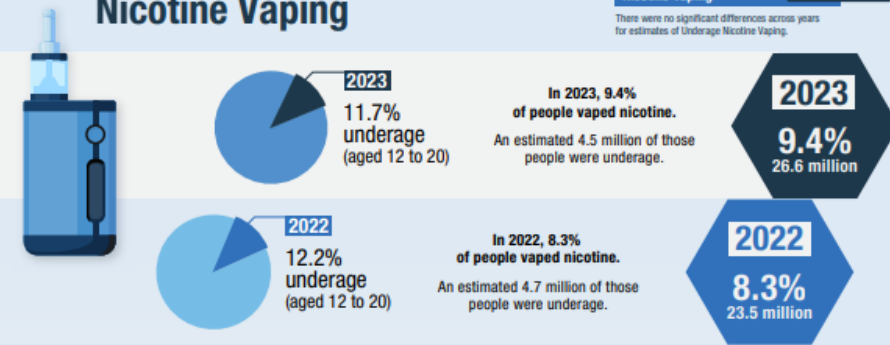 Nicotine Vaping
There were no significant differences across years
for estimates of Underage Nicotine Vaping.
2023
11.7%
underage
(aged 12 to 20)
In 2023, 9.4%
of people vaped nicotine.
An estimated 4.5 million of those
people were underage.
2023
9.4%
26.6 million
2022
12.2%
underage
(aged 12 to 20)
In 2022, 8.3%
of people vaped nicotine.
An estimated 4.7 million of those
people were underage.
2022
8.3%
23.5 million